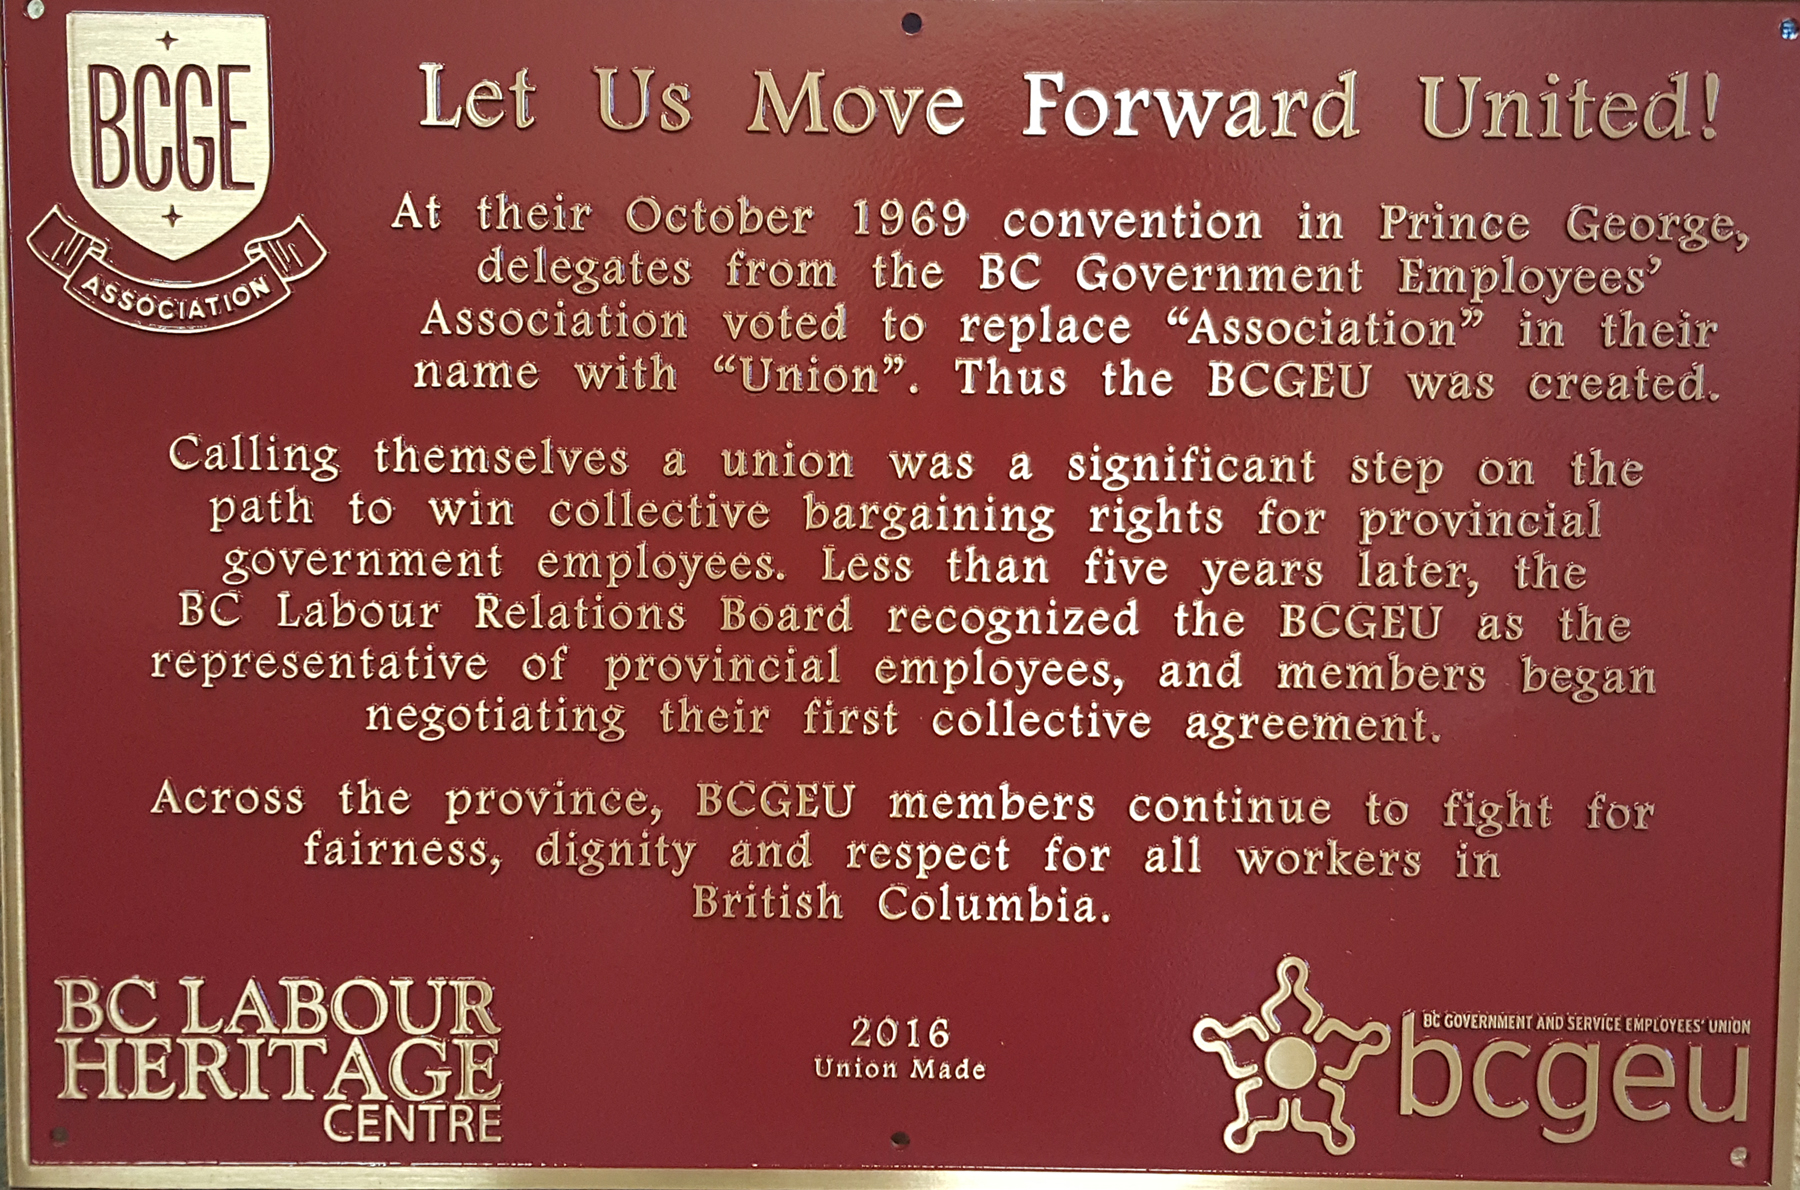 BCGE
ASSOCIATION
Let Us Move Forward United!
At their October 1969 convention in Prince George,
delegates from the BC Government Employees’
Association voted to replace “Association” in their
name with “Union”. Thus the BCGEU was created.
Calling themselves a union was a significant step on the
path to win collective bargaining rights for provincial
government employees. Less than five years later, the
BC Labour Relations Board recognized the BCGEU as the
representative of provincial employees, and members began
negotiating their first collective agreement.
Across the province, BCGEU members continue to fight for
fairness, dignity and respect for all workers in
British Columbia.
BC LABOUR
HERITAGE
CENTRE
2016
Union Made
BC GOVERNMENT AND SERVICE EMPLOYEES’ UNION
bcgeu